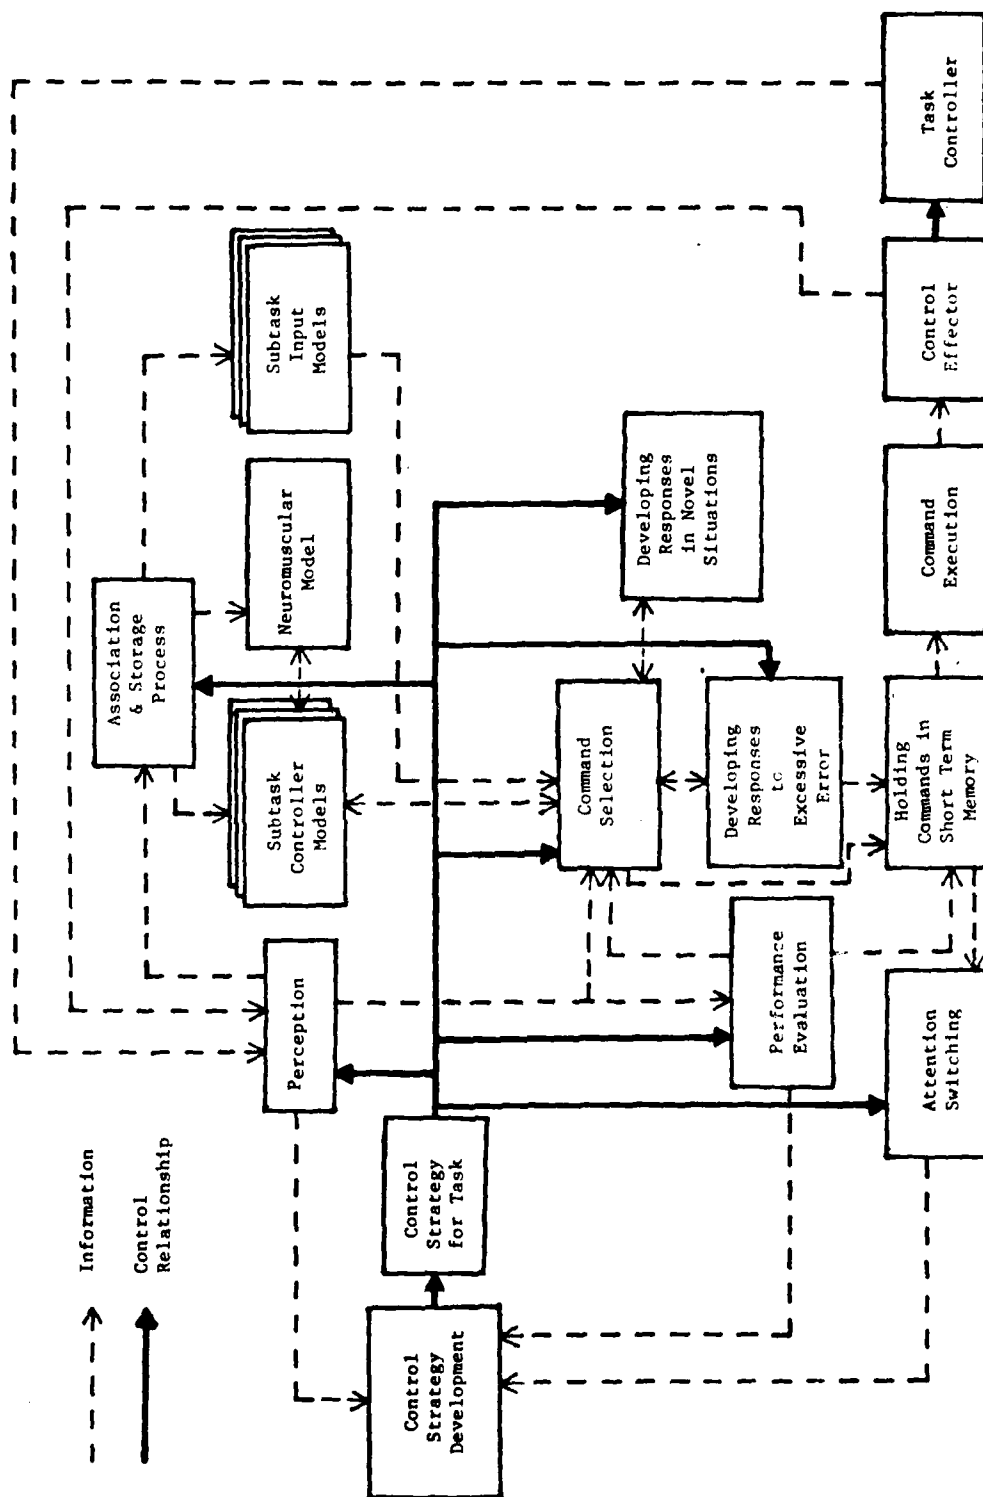 Information
Control
Relationship
Association
& Storage
Process
Subtask
Input
Models
Neuromuscular
Model
Subtask
Controller
Models
Perception
Control
Strategy
for Task
Control
Strategy
Development
Developing
Responses
in Novel
Situations
Command
Selection
Developing
Responses
to
Excessive
Error
Performance
Evaluation
Task
Controller
Control
Effector
Command
Execution
Holding
Commands in
Short Term
Memory
Attention
Switching